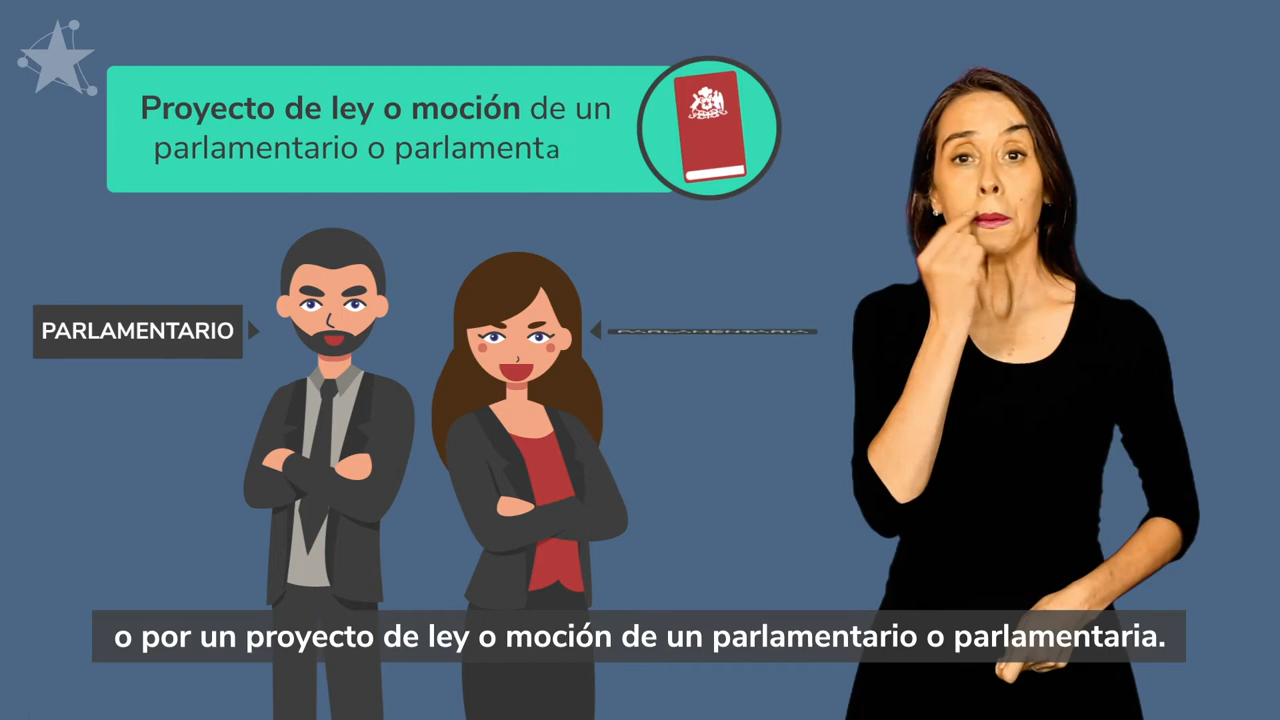 Proyecto de ley o moción de un
parlamentario o parlamenta
PARLAMENTARIO
PARLAMENTARIA
o por un proyecto de ley o moción de un parlamentario o parlamentaria.